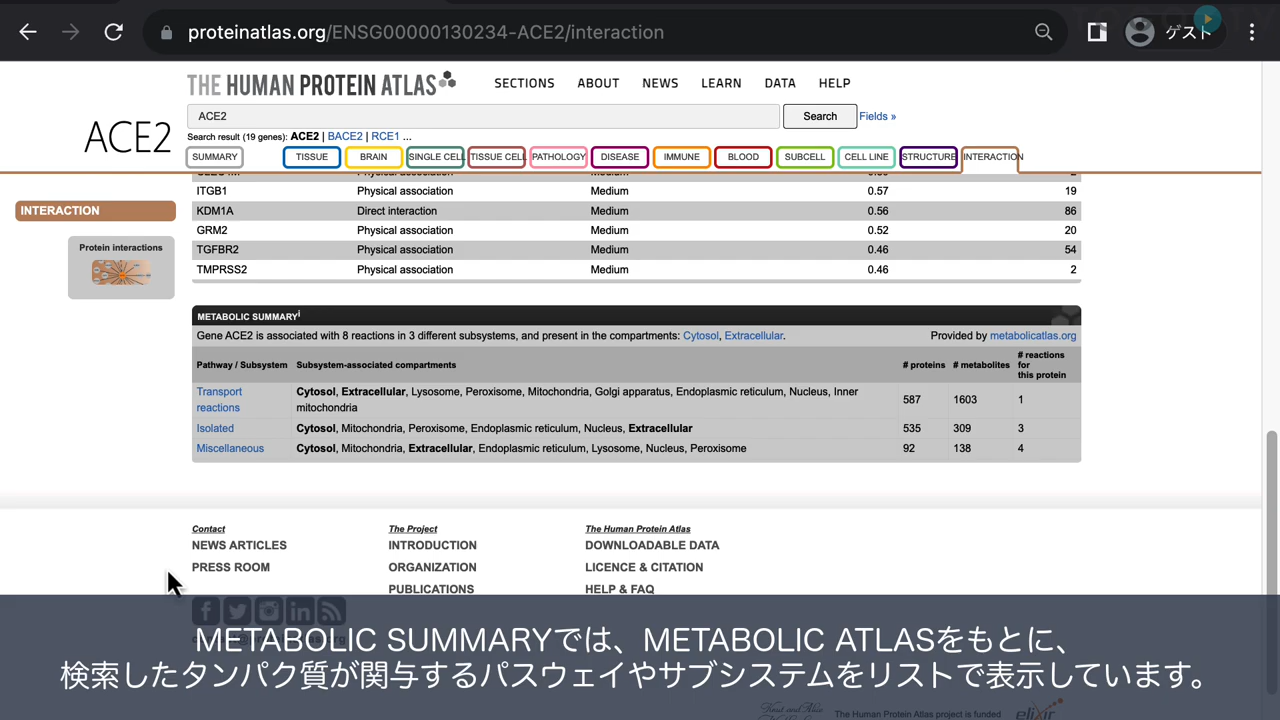 proteinatlas.org/ENSG00000130234-ACE2/interaction
ゲスト
THE HUMAN PROTEIN ATLAS
SECTIONS ABOUT NEWS LEARN DATA HELP
ACE2
ACE2
Search
Fields »
Search result (19 genes): ACE2 | BACE2 | RCE1 ...
SUMMARY TISSUE BRAIN SINGLE CELL TISSUE CELL PATHOLOGY DISEASE IMMUNE BLOOD SUBCELL CELL LINE STRUCTURE INTERACTION
INTERACTION
Protein interactions
ITGB1 Physical association Medium 0.57 19
KDM1A Direct interaction Medium 0.56 86
GRM2 Physical association Medium 0.52 20
TGFBR2 Physical association Medium 0.46 54
TMPRSS2 Physical association Medium 0.46 2
METABOLIC SUMMARYi
Gene ACE2 is associated with 8 reactions in 3 different subsystems, and present in the compartments: Cytosol, Extracellular.
Provided by metabolicatlas.org
Pathway / Subsystem Subsystem-associated compartments # proteins # metabolites # reactions
for
this protein
Transport
reactions
Cytosol, Extracellular, Lysosome, Peroxisome, Mitochondria, Golgi apparatus, Endoplasmic reticulum, Nucleus, Inner
mitochondria
587 1603 1
Isolated Cytosol, Mitochondria, Peroxisome, Endoplasmic reticulum, Nucleus, Extracellular 535 309 3
Miscellaneous Cytosol, Mitochondria, Extracellular, Endoplasmic reticulum, Lysosome, Nucleus, Peroxisome 92 138 4
Contact
NEWS ARTICLES
PRESS ROOM
The Project
INTRODUCTION
ORGANIZATION
PUBLICATIONS
The Human Protein Atlas
DOWNLOADABLE DATA
LICENCE & CITATION
HELP & FAQ
METABOLIC SUMMARYでは、METABOLIC ATLASをもとに、
検索したタンパク質が関与するパスウェイやサブシステムをリストで表示しています。
The Human Protein Atlas project is funded
elixir